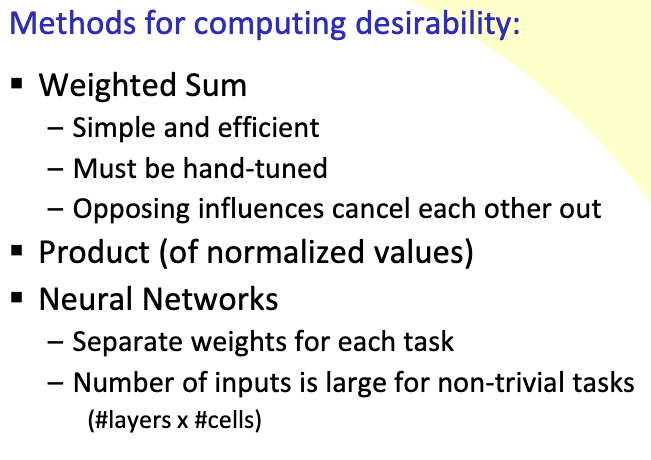 Methods for computing desirability:
▪ Weighted Sum
– Simple and efficient
– Must be hand-tuned
– Opposing influences cancel each other out
▪ Product (of normalized values)
▪ Neural Networks
– Separate weights for each task
– Number of inputs is large for non-trivial tasks
(#layers x #cells)